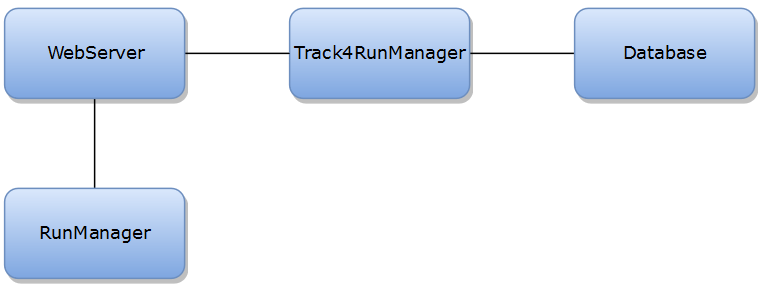 WebServer
Track4RunManager
Database
RunManager